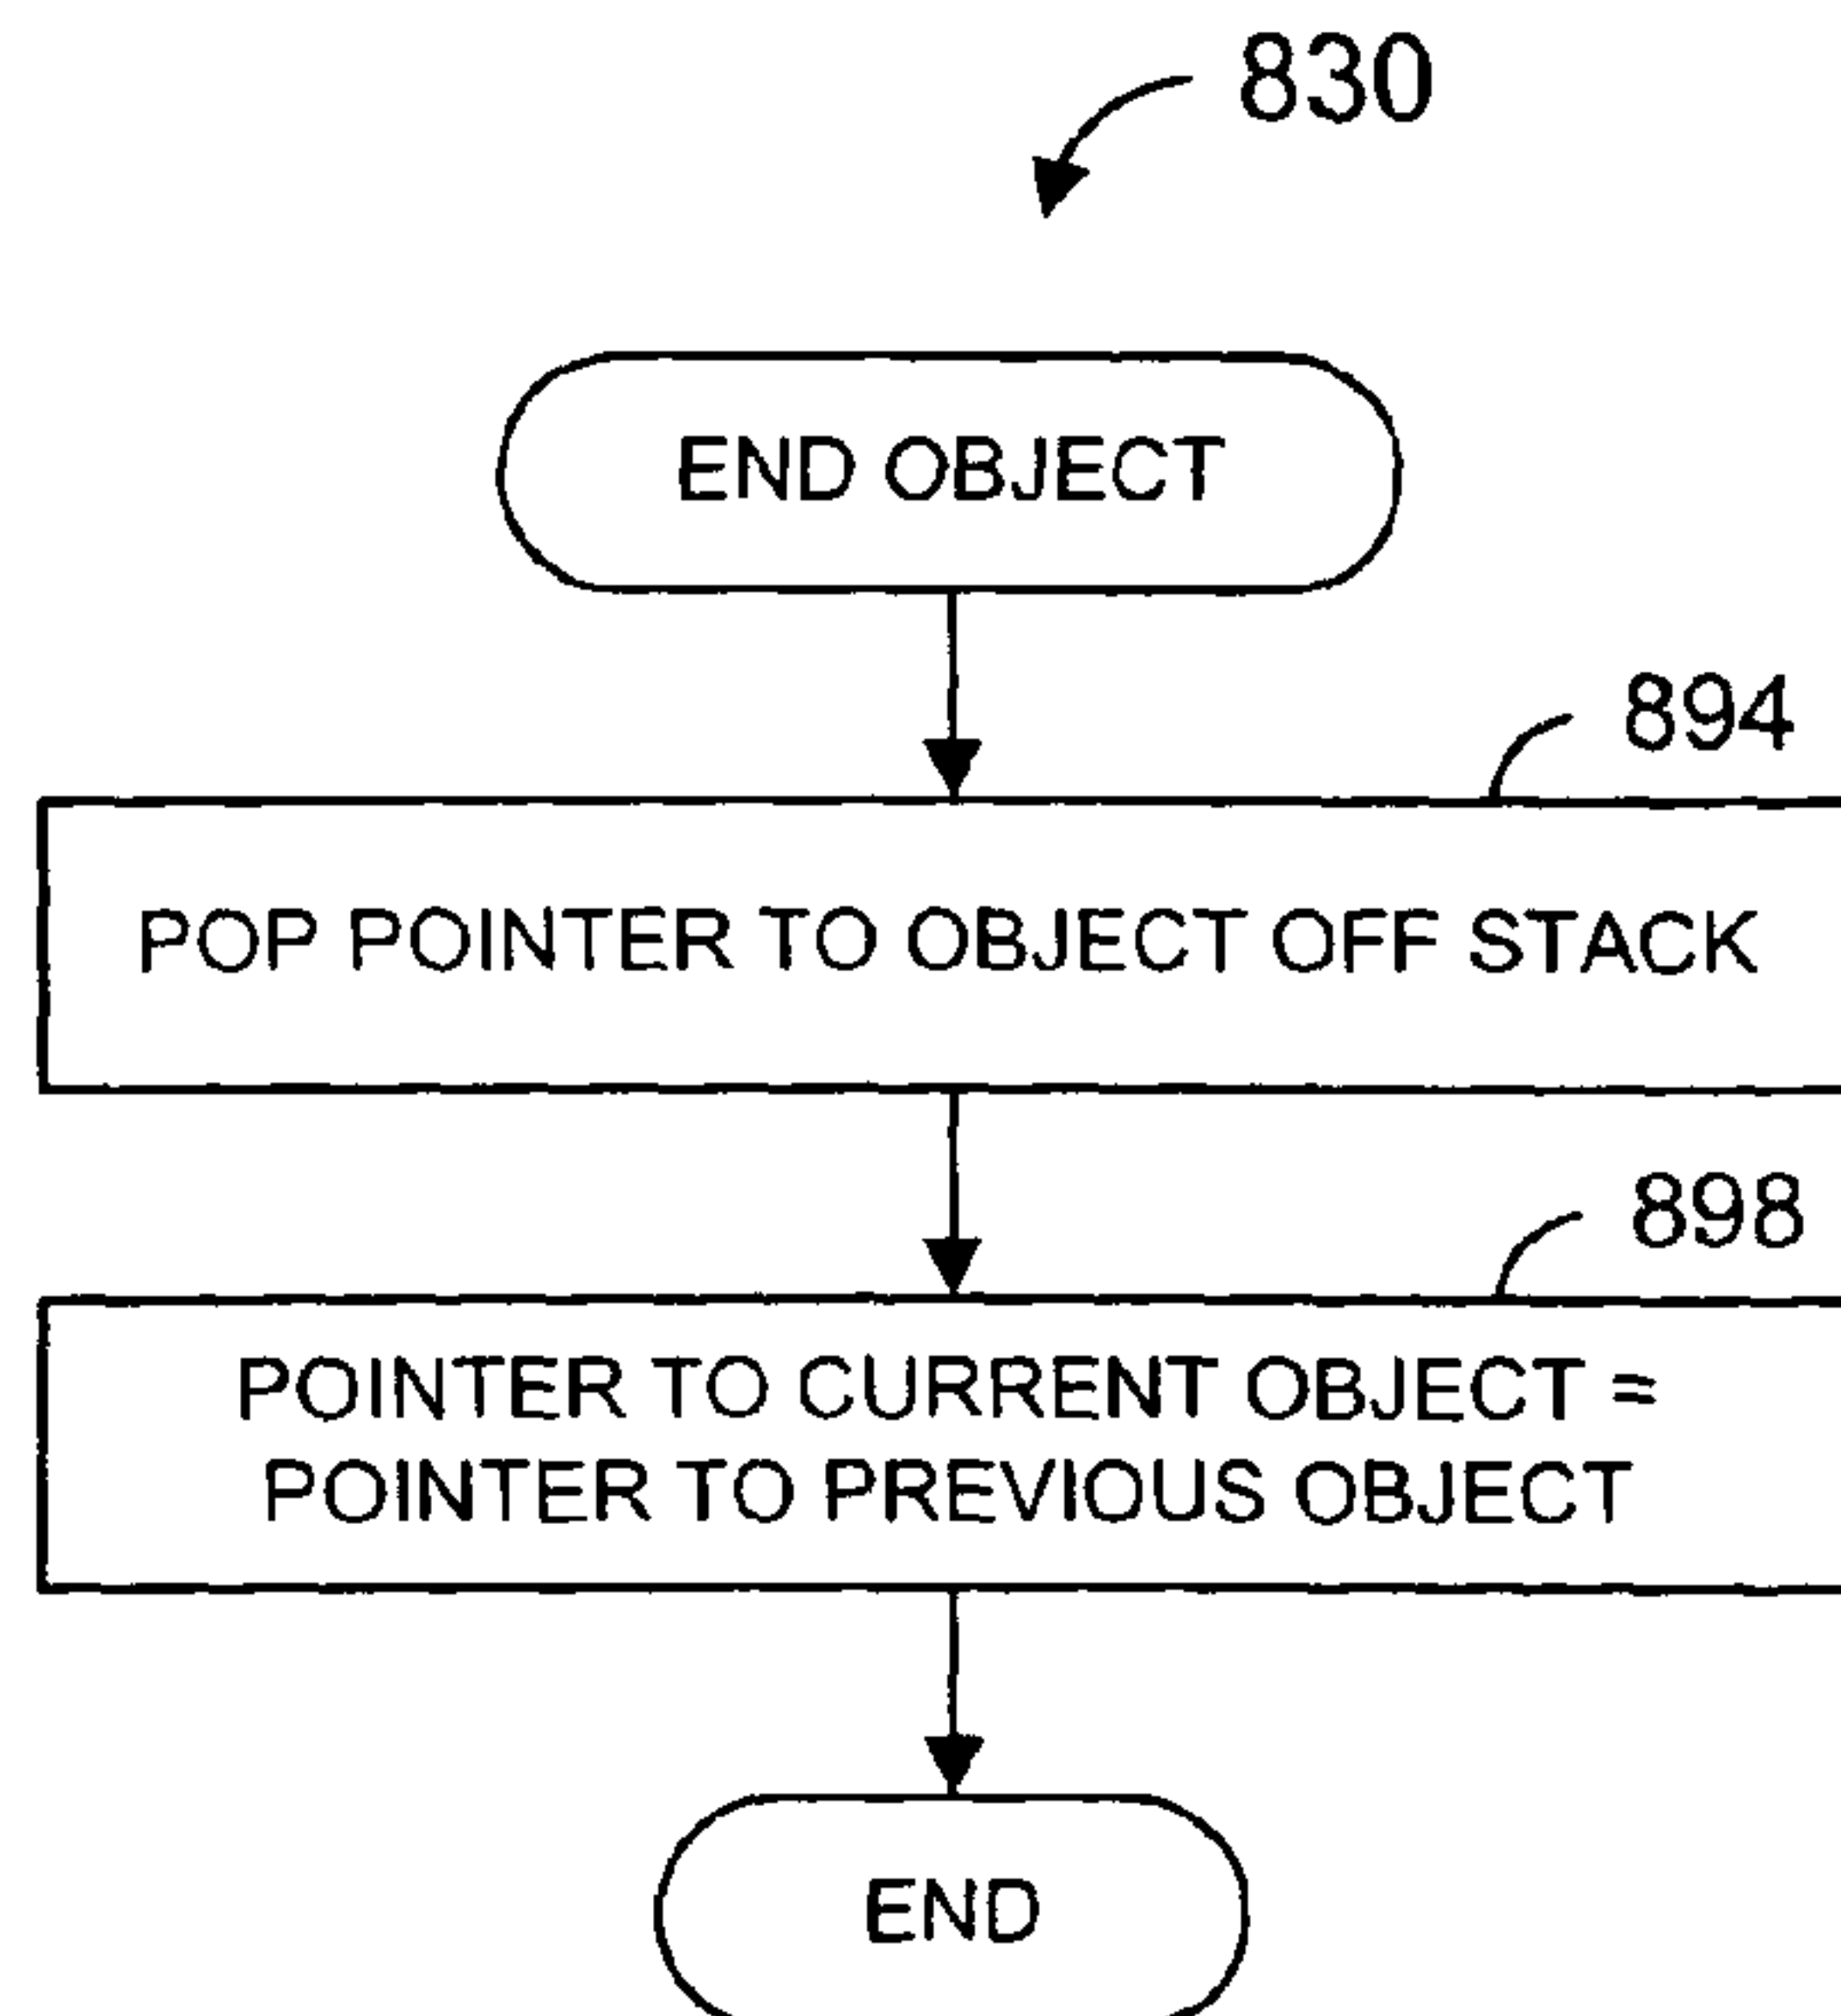 830
END OBJECT
894
POP POINTER TO OBJECT OFF STACK
898
POINTER TO CURRENT OBJECT =
POINTER TO PREVIOUS OBJECT
END